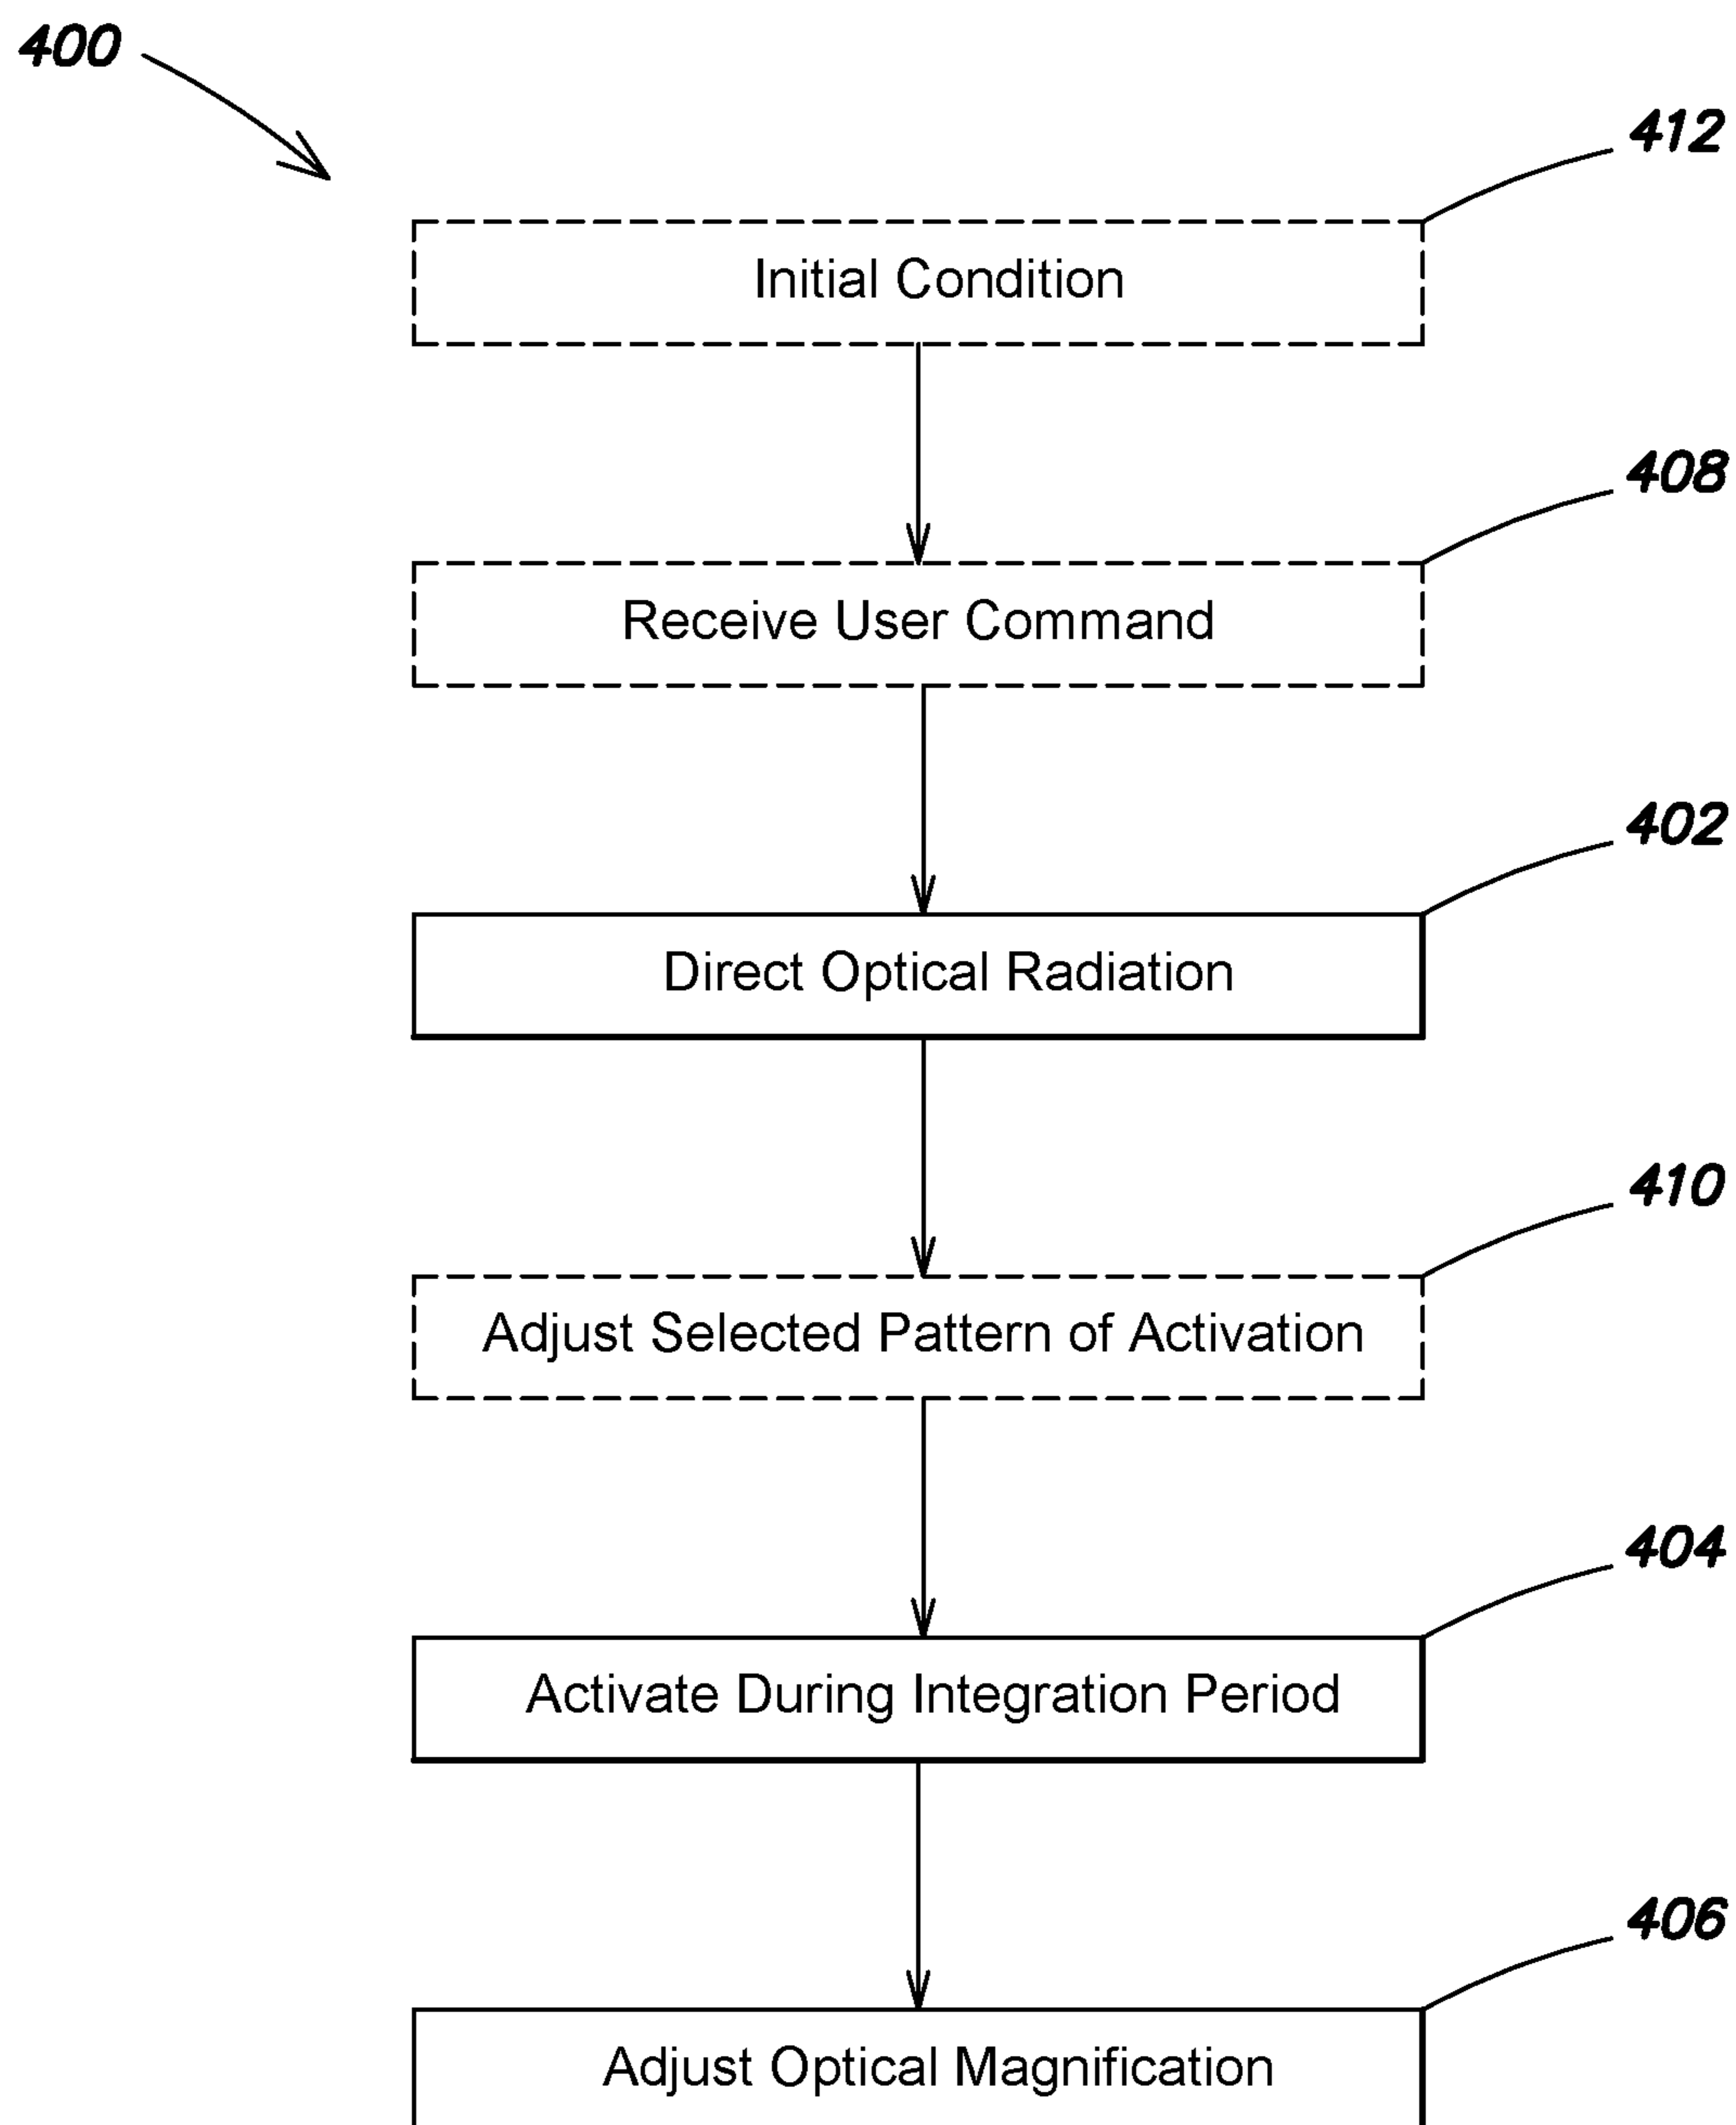 400
412
Initial Condition
408
Receive User Command
402
Direct Optical Radiation
410
Adjust Selected Pattern of Activation
404
Activate During Integration Period
406
Adjust Optical Magnification